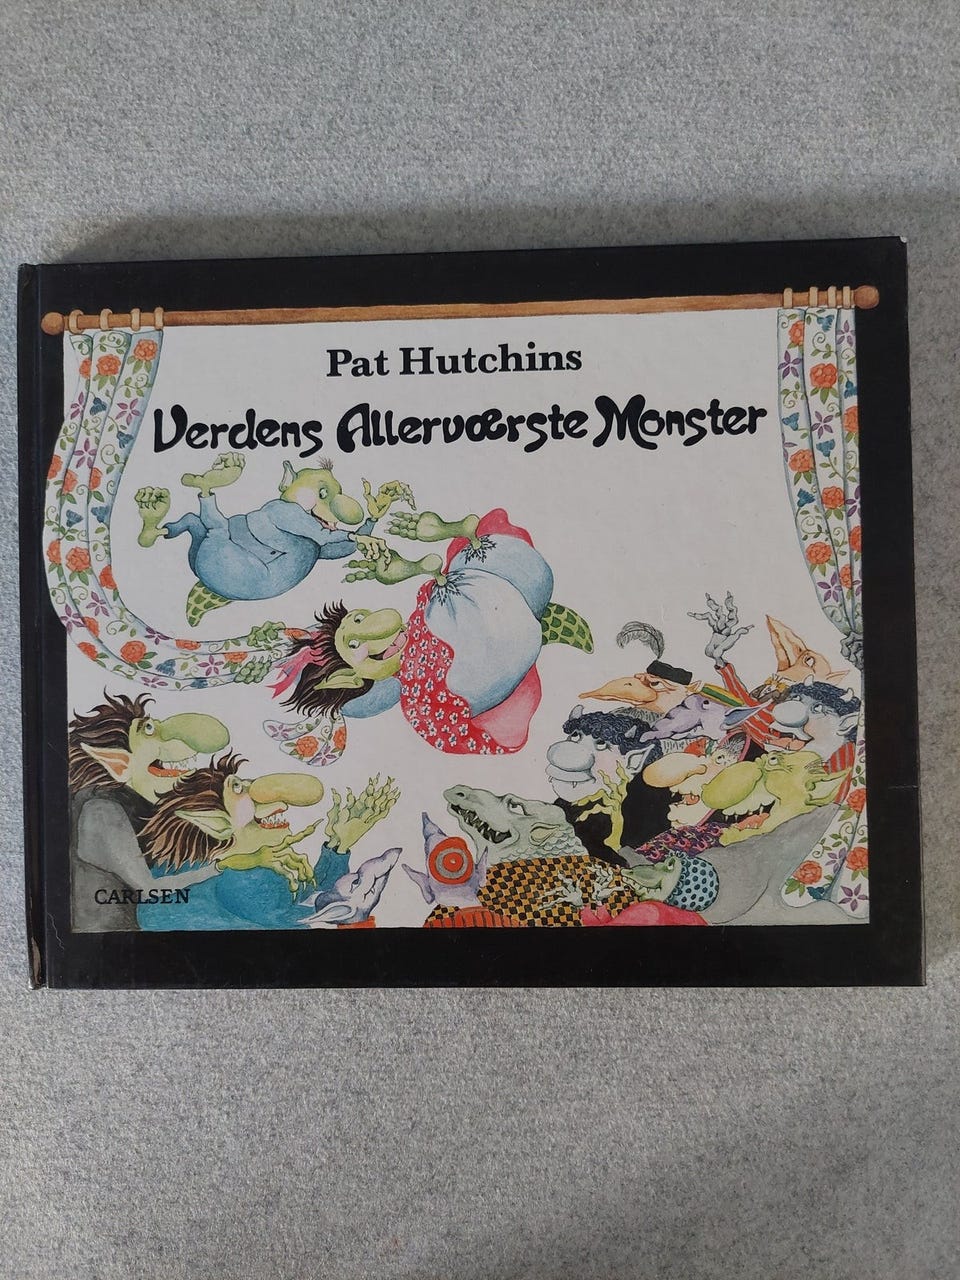 Pat Hutchins
Verdens Allerværste Monster
CARLSEN